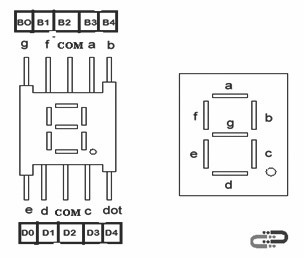 B0 B1 B2 B3 B4
g f COM a b
e d COM c dot
D0 D1 D2 D3 D4
a
f b
g
e c
d